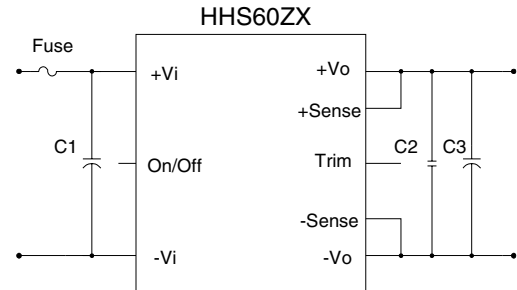 HHS60ZX
Fuse
+Vi
+Vo
+Sense
C1
On/Off
Trim
C2
C3
-Sense
-Vi
-Vo